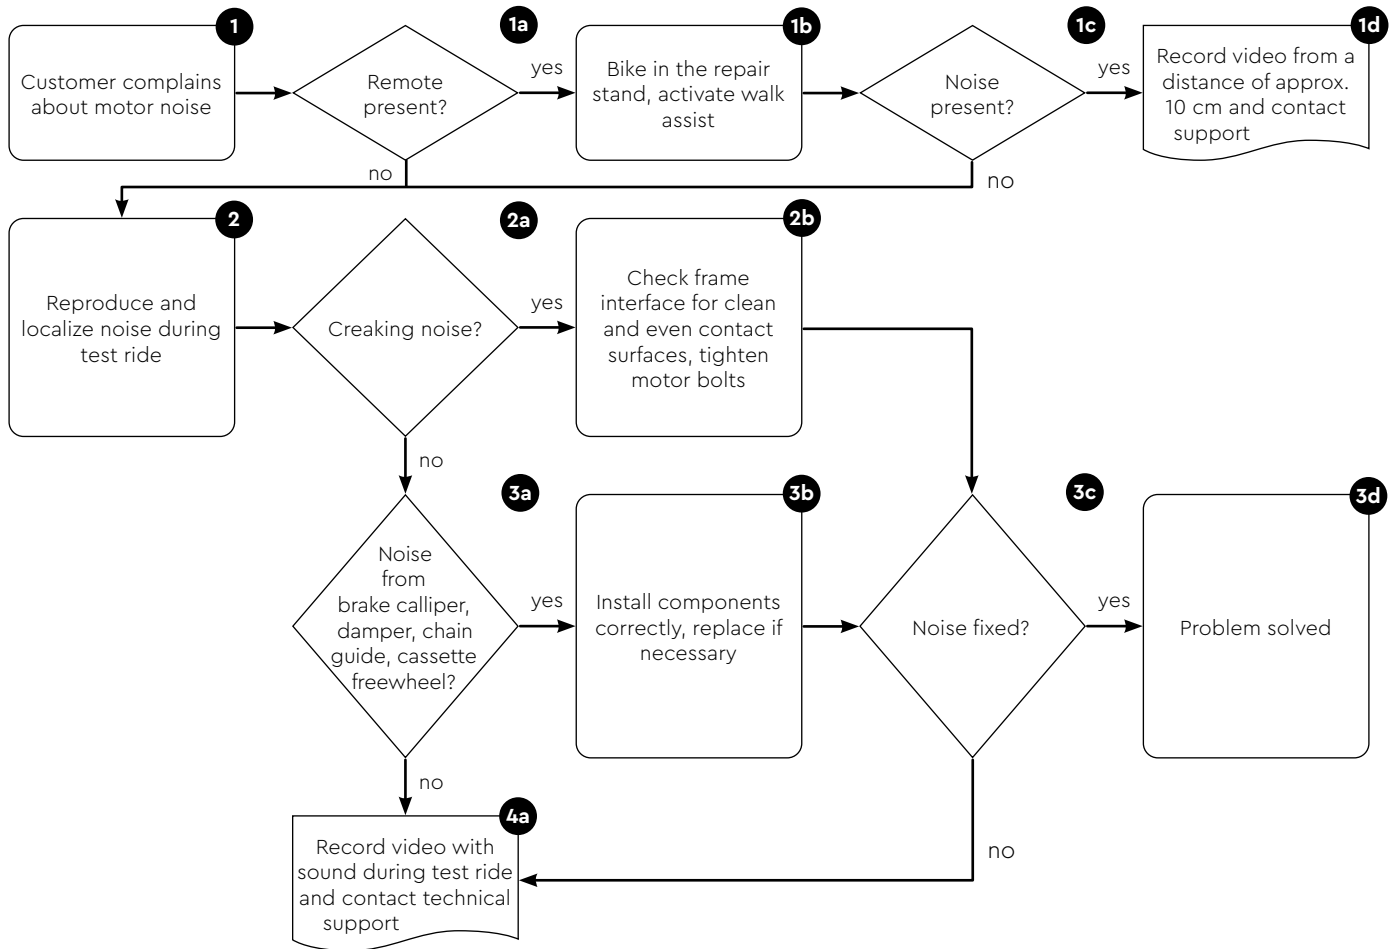 1
Customer complains
about motor noise
1a
Remote
present?
yes
no
1b
Bike in the repair
stand, activate walk
assist
1c
Noise
present?
yes
no
1d
Record video from a
distance of approx.
10 cm and contact
support
2
Reproduce and
localize noise during
test ride
2a
Creaking noise?
yes
no
2b
Check frame
interface for clean
and even contact
surfaces, tighten
motor bolts
3a
Noise
from
brake calliper,
damper, chain
guide, cassette
freewheel?
yes
no
3b
Install components
correctly, replace if
necessary
3c
Noise fixed?
yes
no
3d
Problem solved
4a
Record video with
sound during test ride
and contact technical
support